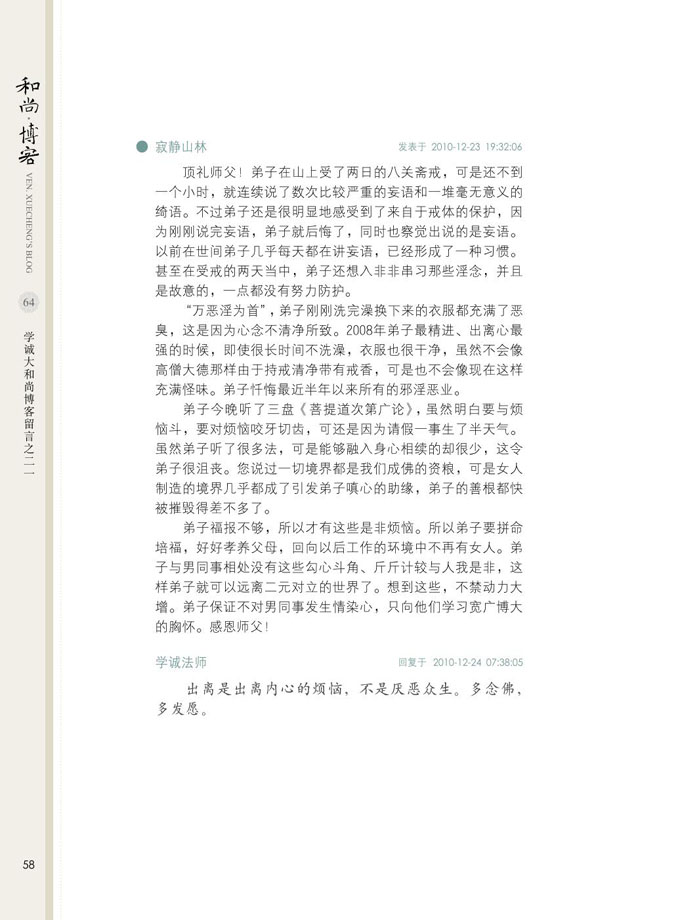 和尚·博客
VEN. XUECHENG'S BLOG
64
学诚大和尚博客留言之二一
寂静山林
发表于 2010-12-23 19:32:06
顶礼师父！弟子在山上受了两日的八关斋戒，可是还不到
一个小时，就连续说了数次比较严重的妄语和一堆毫无意义的
绮语。不过弟子还是很明显地感受到了来自于戒体的保护，因
为刚刚说完妄语，弟子就后悔了，同时也察觉出说的是妄语。
以前在世间弟子几乎每天都在讲妄语，已经形成了一种习惯。
甚至在受戒的两天当中，弟子还想入非非串习那些淫念，并且
是故意的，一点都没有努力防护。
“万恶淫为首”，弟子刚刚洗完澡换下来的衣服都充满了恶
臭，这是因为心念不清净所致。2008年弟子最精进、出离心最
强的时候，即使很长时间不洗澡，衣服也很干净，虽然不会像
高僧大德那样由于持戒清净带有戒香，可是也不会像现在这样
充满怪味。弟子忏悔最近半年以来所有的邪淫恶业。
弟子今晚听了三盘《菩提道次第广论》，虽然明白要与烦
恼斗，要对烦恼咬牙切齿，可还是因为请假一事生了半天气。
虽然弟子听了很多法，可是能够融入身心相续的却很少，这令
弟子很沮丧。您说过一切境界都是我们成佛的资粮，可是女人
制造的境界几乎都成了引发弟子嗔心的助缘，弟子的善根都快
被摧毁得差不多了。
弟子福报不够，所以才有这些是非烦恼。所以弟子要拼命
培福，好好孝养父母，回向以后工作的环境中不再有女人。弟
子与男同事相处没有这些勾心斗角、斤斤计较与人我是非，这
样弟子就可以远离二元对立的世界了。想到这些，不禁动力大
增。弟子保证不对男同事发生情染心，只向他们学习宽广博大
的胸怀。感恩师父！
学诚法师
回复于 2010-12-24 07:38:05
出离是出离内心的烦恼，不是厌恶众生。多念佛，
多发愿。
58